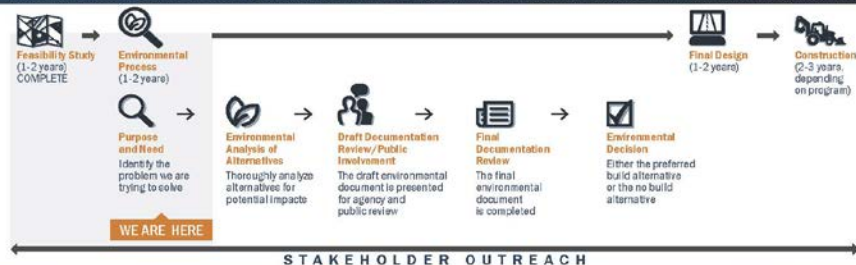 Feasibility Study
(1-2 years)
COMPLETE
Environmental
Process
(1-2 years)
Final Design
(1-2 years)
Construction
(2-3 years,
depending
on program)
Purpose
and Need
Identify the
problem we are
trying to solve
Environmental
Analysis of
Alternatives
Thoroughly analyze
alternatives for
potential impacts
Draft Documentation
Review/Public
Involvement
The draft environmental
document is presented
for agency and
public review
Final
Documentation
Review
The final
environmental
document
is completed
Environmental
Decision
Either the preferred
build alternative
or the no build
alternative
WE ARE HERE
STAKEHOLDER OUTREACH